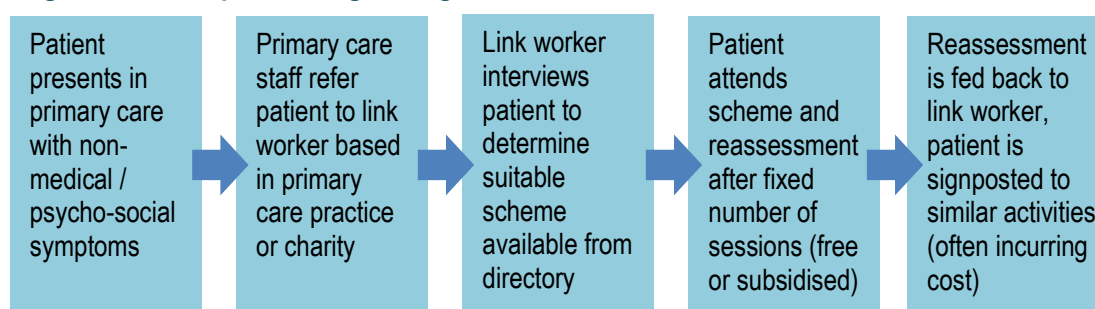 Patient
presents in
primary care
with non-
medical /
psycho-social
symptoms
Primary care
staff refer
patient to link
worker based
in primary
care practice
or charity
Link worker
interviews
patient to
determine
suitable
scheme
available from
directory
Patient
attends
scheme and
reassessment
after fixed
number of
sessions (free
or subsidised)
Reassessment
is fed back to
link worker,
patient is
signposted to
similar activities
(often incurring
cost)